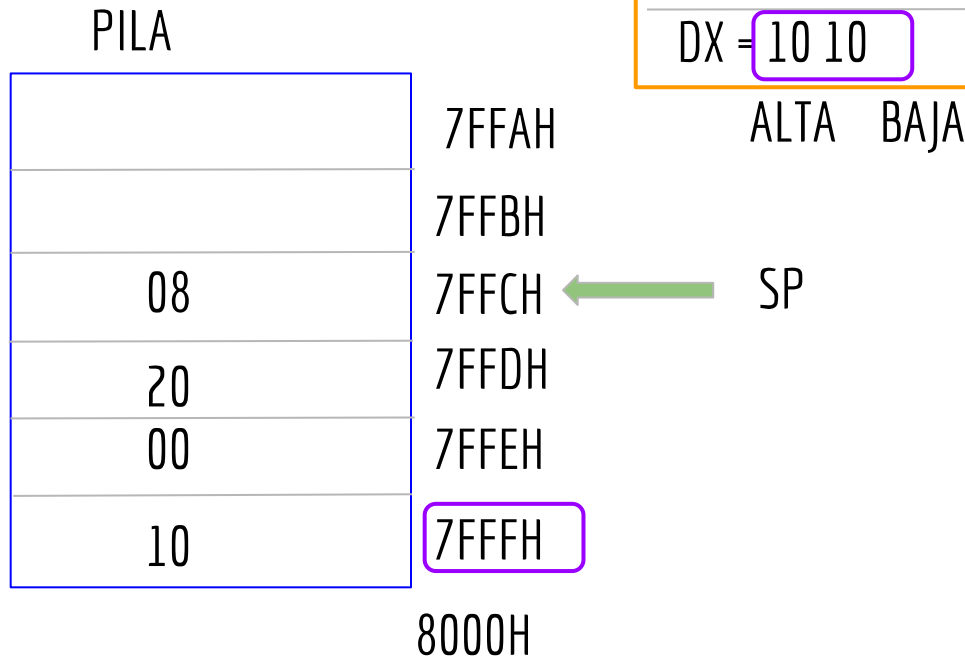 PILA
DX = 10 10
ALTA BAJA
7FFAH
7FFBH
08 7FFCH SP
20 7FFDH
00 7FFEH
10 7FFFH
8000H